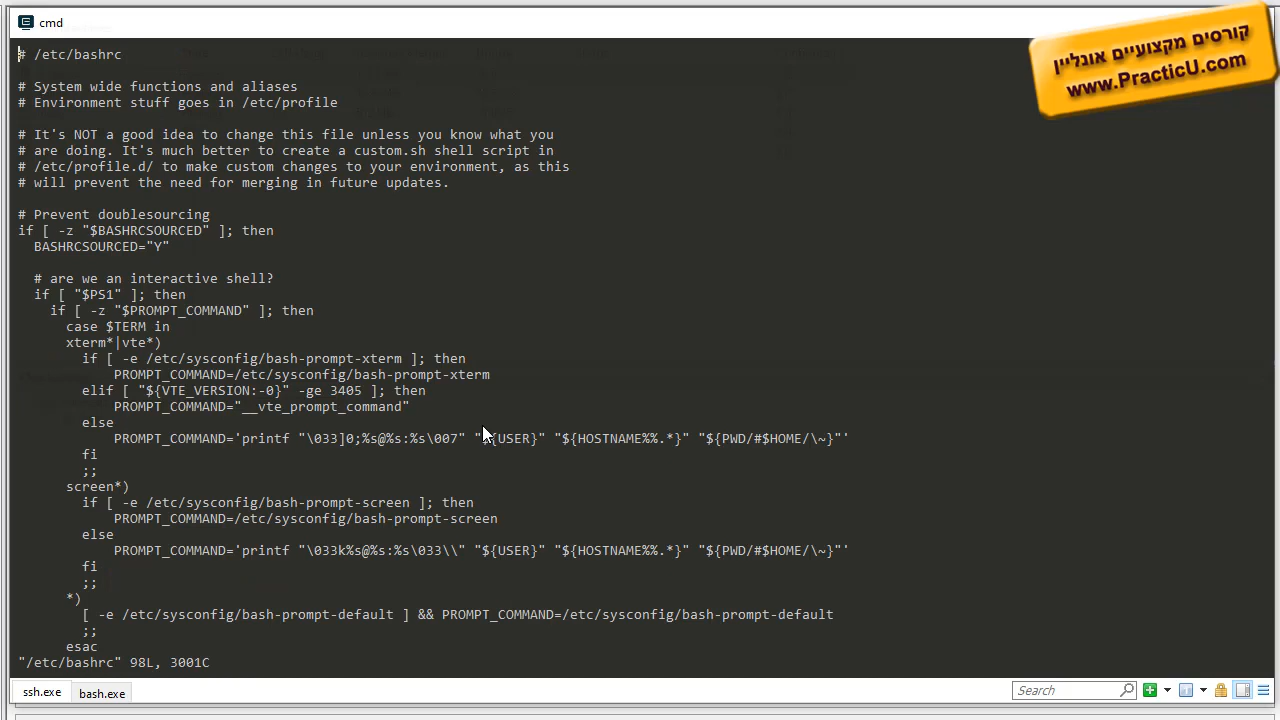 cmd
קורסים מקצועיים אונליין
www.PracticU.com
# /etc/bashrc
# System wide functions and aliases
# Environment stuff goes in /etc/profile
# It's NOT a good idea to change this file unless you know what you
# are doing. It's much better to create a custom.sh shell script in
# /etc/profile.d/ to make custom changes to your environment, as this
# will prevent the need for merging in future updates.
# Prevent doublesourcing
if [ -z "$BASHRCSOURCED" ]; then
  BASHRCSOURCED="Y"
  # are we an interactive shell?
  if [ "$PS1" ]; then
    if [ -z "$PROMPT_COMMAND" ]; then
      case $TERM in
      xterm*|vte*)
        if [ -e /etc/sysconfig/bash-prompt-xterm ]; then
            PROMPT_COMMAND=/etc/sysconfig/bash-prompt-xterm
        elif [ "${VTE_VERSION:-0}" -ge 3405 ]; then
            PROMPT_COMMAND="__vte_prompt_command"
        else
            PROMPT_COMMAND='printf "\033]0;%s@%s:%s\007" "${USER}" "${HOSTNAME%%.*}" "${PWD/#$HOME/\~}"'
        fi
        ;;
      screen*)
        if [ -e /etc/sysconfig/bash-prompt-screen ]; then
            PROMPT_COMMAND=/etc/sysconfig/bash-prompt-screen
        else
            PROMPT_COMMAND='printf "\033k%s@%s:%s\033\\" "${USER}" "${HOSTNAME%%.*}" "${PWD/#$HOME/\~}"'
        fi
        ;;
      *)
        [ -e /etc/sysconfig/bash-prompt-default ] && PROMPT_COMMAND=/etc/sysconfig/bash-prompt-default
        ;;
      esac
"/etc/bashrc" 98L, 3001C
ssh.exe bash.exe Search